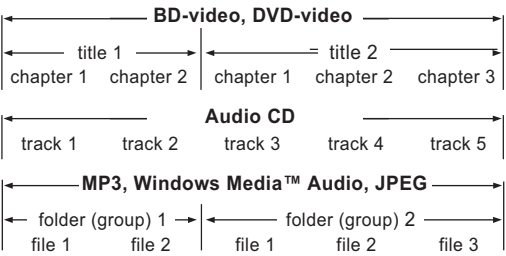 BD-video, DVD-video
title 1 title 2
chapter 1 chapter 2 chapter 1 chapter 2 chapter 3
Audio CD
track 1 track 2 track 3 track 4 track 5
MP3, Windows Media™ Audio, JPEG
folder (group) 1 folder (group) 2
file 1 file 2 file 1 file 2 file 3